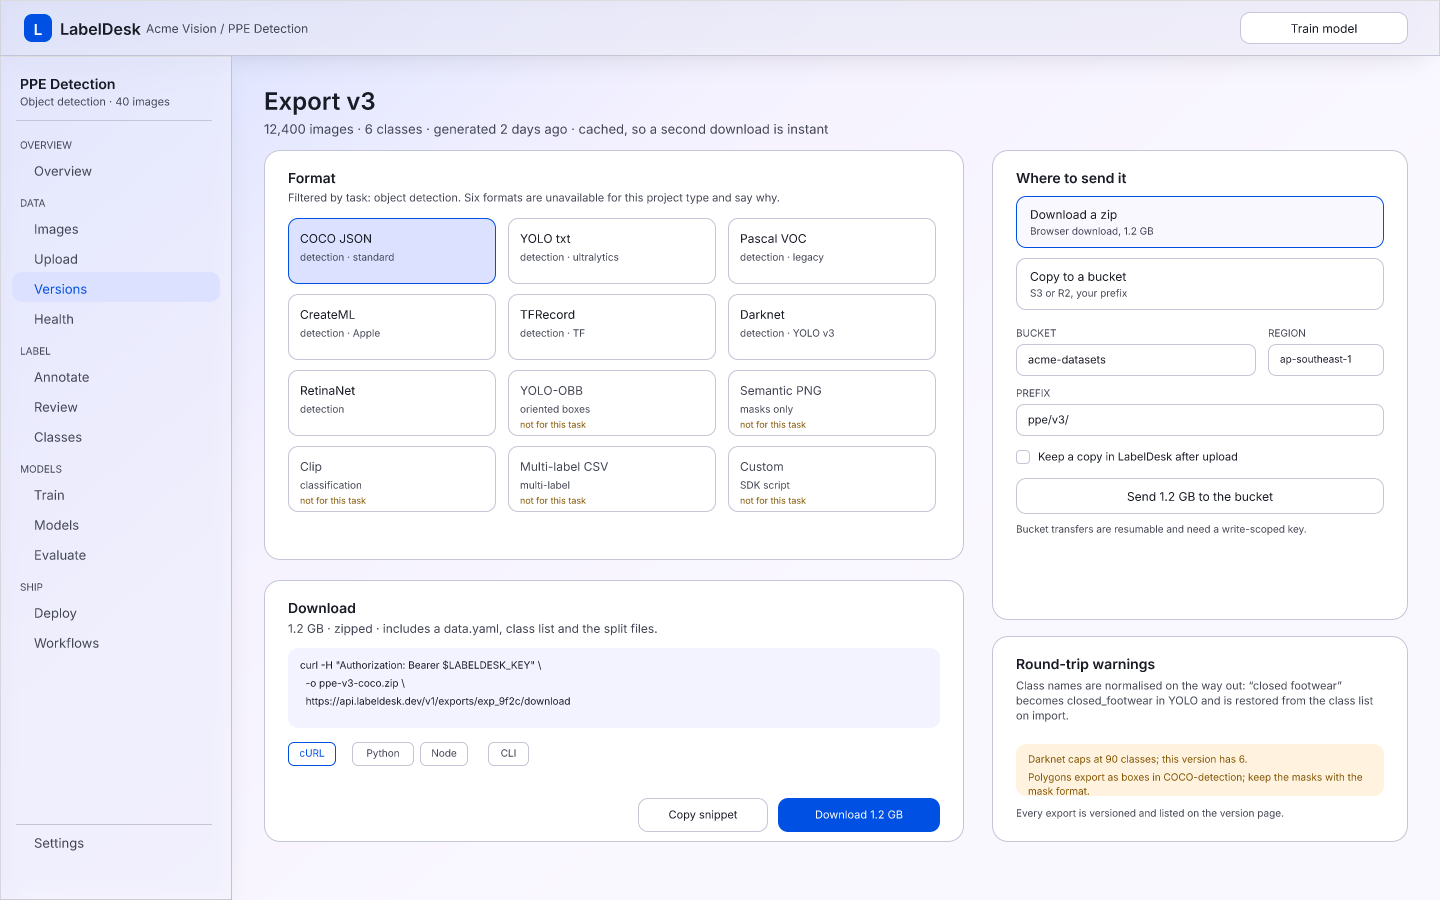 L LabelDesk Acme Vision / PPE Detection
Train model
PPE Detection
Object detection · 40 images
OVERVIEW
Overview
DATA
Images
Upload
Versions
Health
LABEL
Annotate
Review
Classes
MODELS
Train
Models
Evaluate
SHIP
Deploy
Workflows
Settings
Export v3
12,400 images · 6 classes · generated 2 days ago · cached, so a second download is instant
Format
Filtered by task: object detection. Six formats are unavailable for this project type and say why.
COCO JSON
detection · standard
YOLO txt
detection · ultralytics
Pascal VOC
detection · legacy
CreateML
detection · Apple
TFRecord
detection · TF
Darknet
detection · YOLO v3
RetinaNet
detection
YOLO-OBB
oriented boxes
not for this task
Semantic PNG
masks only
not for this task
Clip
classification
not for this task
Multi-label CSV
multi-label
not for this task
Custom
SDK script
not for this task
Download
1.2 GB · zipped · includes a data.yaml, class list and the split files.
curl -H "Authorization: Bearer $LABELDESK_KEY" \
-o ppe-v3-coco.zip \
https://api.labeldesk.dev/v1/exports/exp_9f2c/download
cURL
Python
Node
CLI
Copy snippet
Download 1.2 GB
Where to send it
Download a zip
Browser download, 1.2 GB
Copy to a bucket
S3 or R2, your prefix
BUCKET
acme-datasets
REGION
ap-southeast-1
PREFIX
ppe/v3/
Keep a copy in LabelDesk after upload
Send 1.2 GB to the bucket
Bucket transfers are resumable and need a write-scoped key.
Round-trip warnings
Class names are normalised on the way out: “closed footwear”
becomes closed_footwear in YOLO and is restored from the class list
on import.
Darknet caps at 90 classes; this version has 6.
Polygons export as boxes in COCO-detection; keep the masks with the
mask format.
Every export is versioned and listed on the version page.